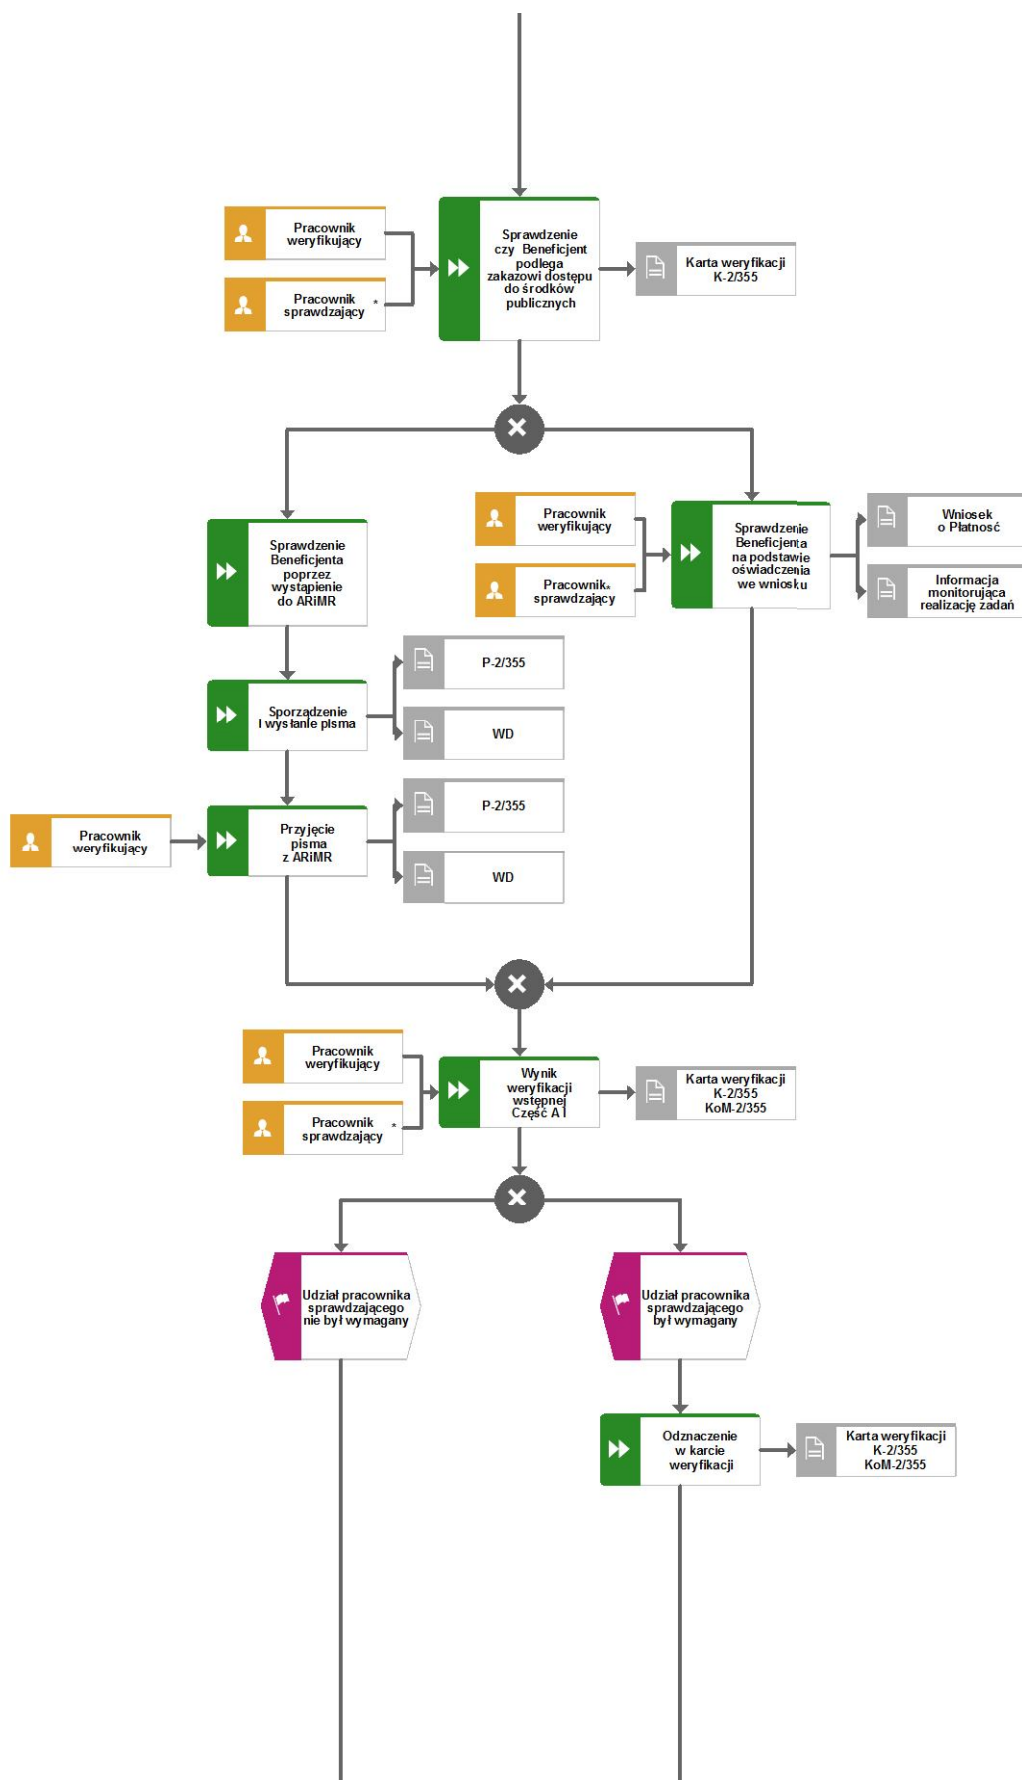 Pracownik
weryfikujący
Pracownik
sprawdzający *
Sprawdzenie
czy Beneficjent
podlega
zakazowi dostępu
do środków
publicznych
Karta weryfikacji
K-2/355
Sprawdzenie
Beneficjenta
poprzez
wystąpienie
do ARiMR
Pracownik
weryfikujący
Pracownik*
sprawdzający
Sprawdzenie
Beneficjenta
na podstawie
oświadczenia
we wniosku
Wniosek
o Płatność
Informacja
monitorująca
realizację zadań
Sporządzenie
i wysłanie pisma
P-2/355
WD
Pracownik
weryfikujący
Przyjęcie
pisma
z ARiMR
P-2/355
WD
Pracownik
weryfikujący
Pracownik
sprawdzający *
Wynik
weryfikacji
wstępnej
Część A1
Karta weryfikacji
K-2/355
KoM-2/355
Udział pracownika
sprawdzającego
nie był wymagany
Udział pracownika
sprawdzającego
był wymagany
Odznaczenie
w karcie
weryfikacji
Karta weryfikacji
K-2/355
KoM-2/355